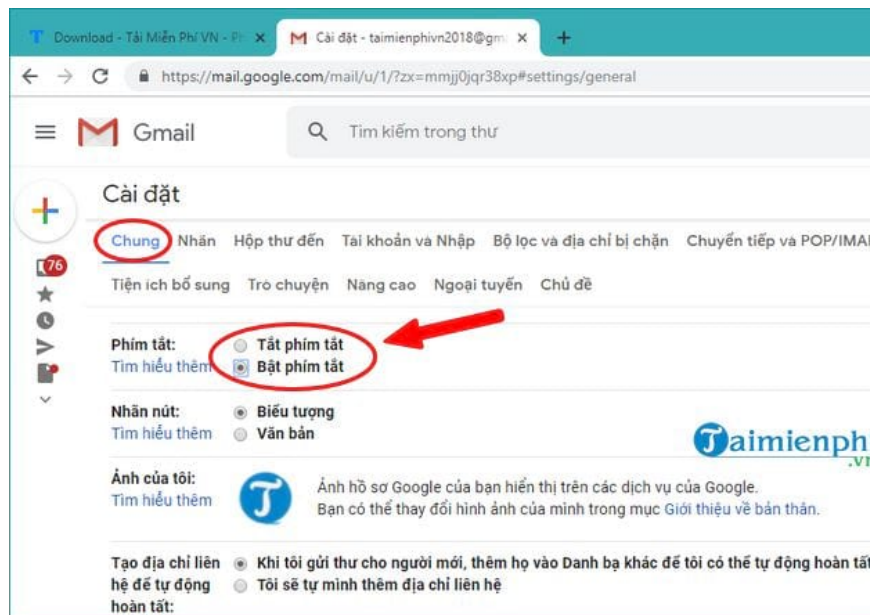 Download - Tải Miễn Phí VN - Ph
Cài đặt - taimienphivn2018@gma
https://mail.google.com/mail/u/1/?zx=mmjj0jqr38xp#settings/general
Gmail
Tìm kiếm trong thư
Cài đặt
Chung Nhãn Hộp thư đến Tài khoản và Nhập Bộ lọc và địa chỉ bị chặn Chuyển tiếp và POP/IMAP
Tiện ích bổ sung Trò chuyện Nâng cao Ngoại tuyến Chủ đề
76
Phím tắt: Tắt phím tắt
Tìm hiểu thêm Bật phím tắt
Nhãn nút: Biểu tượng
Tìm hiểu thêm Văn bản
Taimienphi
.vn
Ảnh của tôi:
Tìm hiểu thêm
Ảnh hồ sơ Google của bạn hiển thị trên các dịch vụ của Google.
Bạn có thể thay đổi hình ảnh của mình trong mục Giới thiệu về bản thân.
Tạo địa chỉ liên Khi tôi gửi thư cho người mới, thêm họ vào Danh bạ khác để tôi có thể tự động hoàn tất
hệ để tự động Tôi sẽ tự mình thêm địa chỉ liên hệ
hoàn tất: